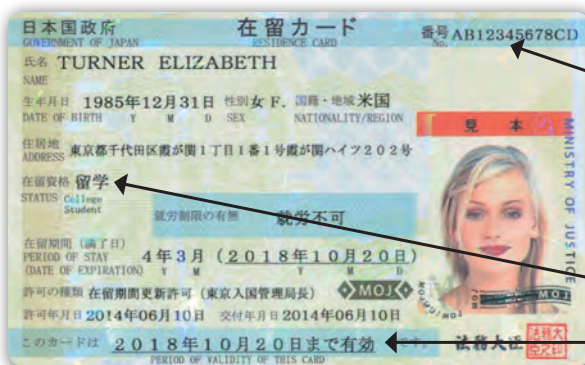 日本国政府 在留カード 番号 AB12345678CD
GOVERNMENT OF JAPAN RESIDENCE CARD No.
氏名 TURNER ELIZABETH
NAME
生年月日 1985年12月31日 性別 女 F. 国籍・地域 米国
DATE OF BIRTH Y M D SEX NATIONALITY/REGION
見本
住居地 東京都千代田区霞が関1丁目1番1号霞が関ハイツ202号
ADDRESS
在留資格 留学
STATUS College Student
就労制限の有無 就労不可
在留期間(満了日) 4年3月(2018年10月20日)
PERIOD OF STAY (DATE OF EXPIRATION) Y M Y M D
許可の種類 在留期間更新許可(東京入国管理局長) MOJ
許可年月日 2014年06月10日 交付年月日 2014年06月10日
このカードは 2018年10月20日まで有効 です。
PERIOD OF VALIDITY OF THIS CARD
法務大臣
MINISTRY OF JUSTICE
MOJ